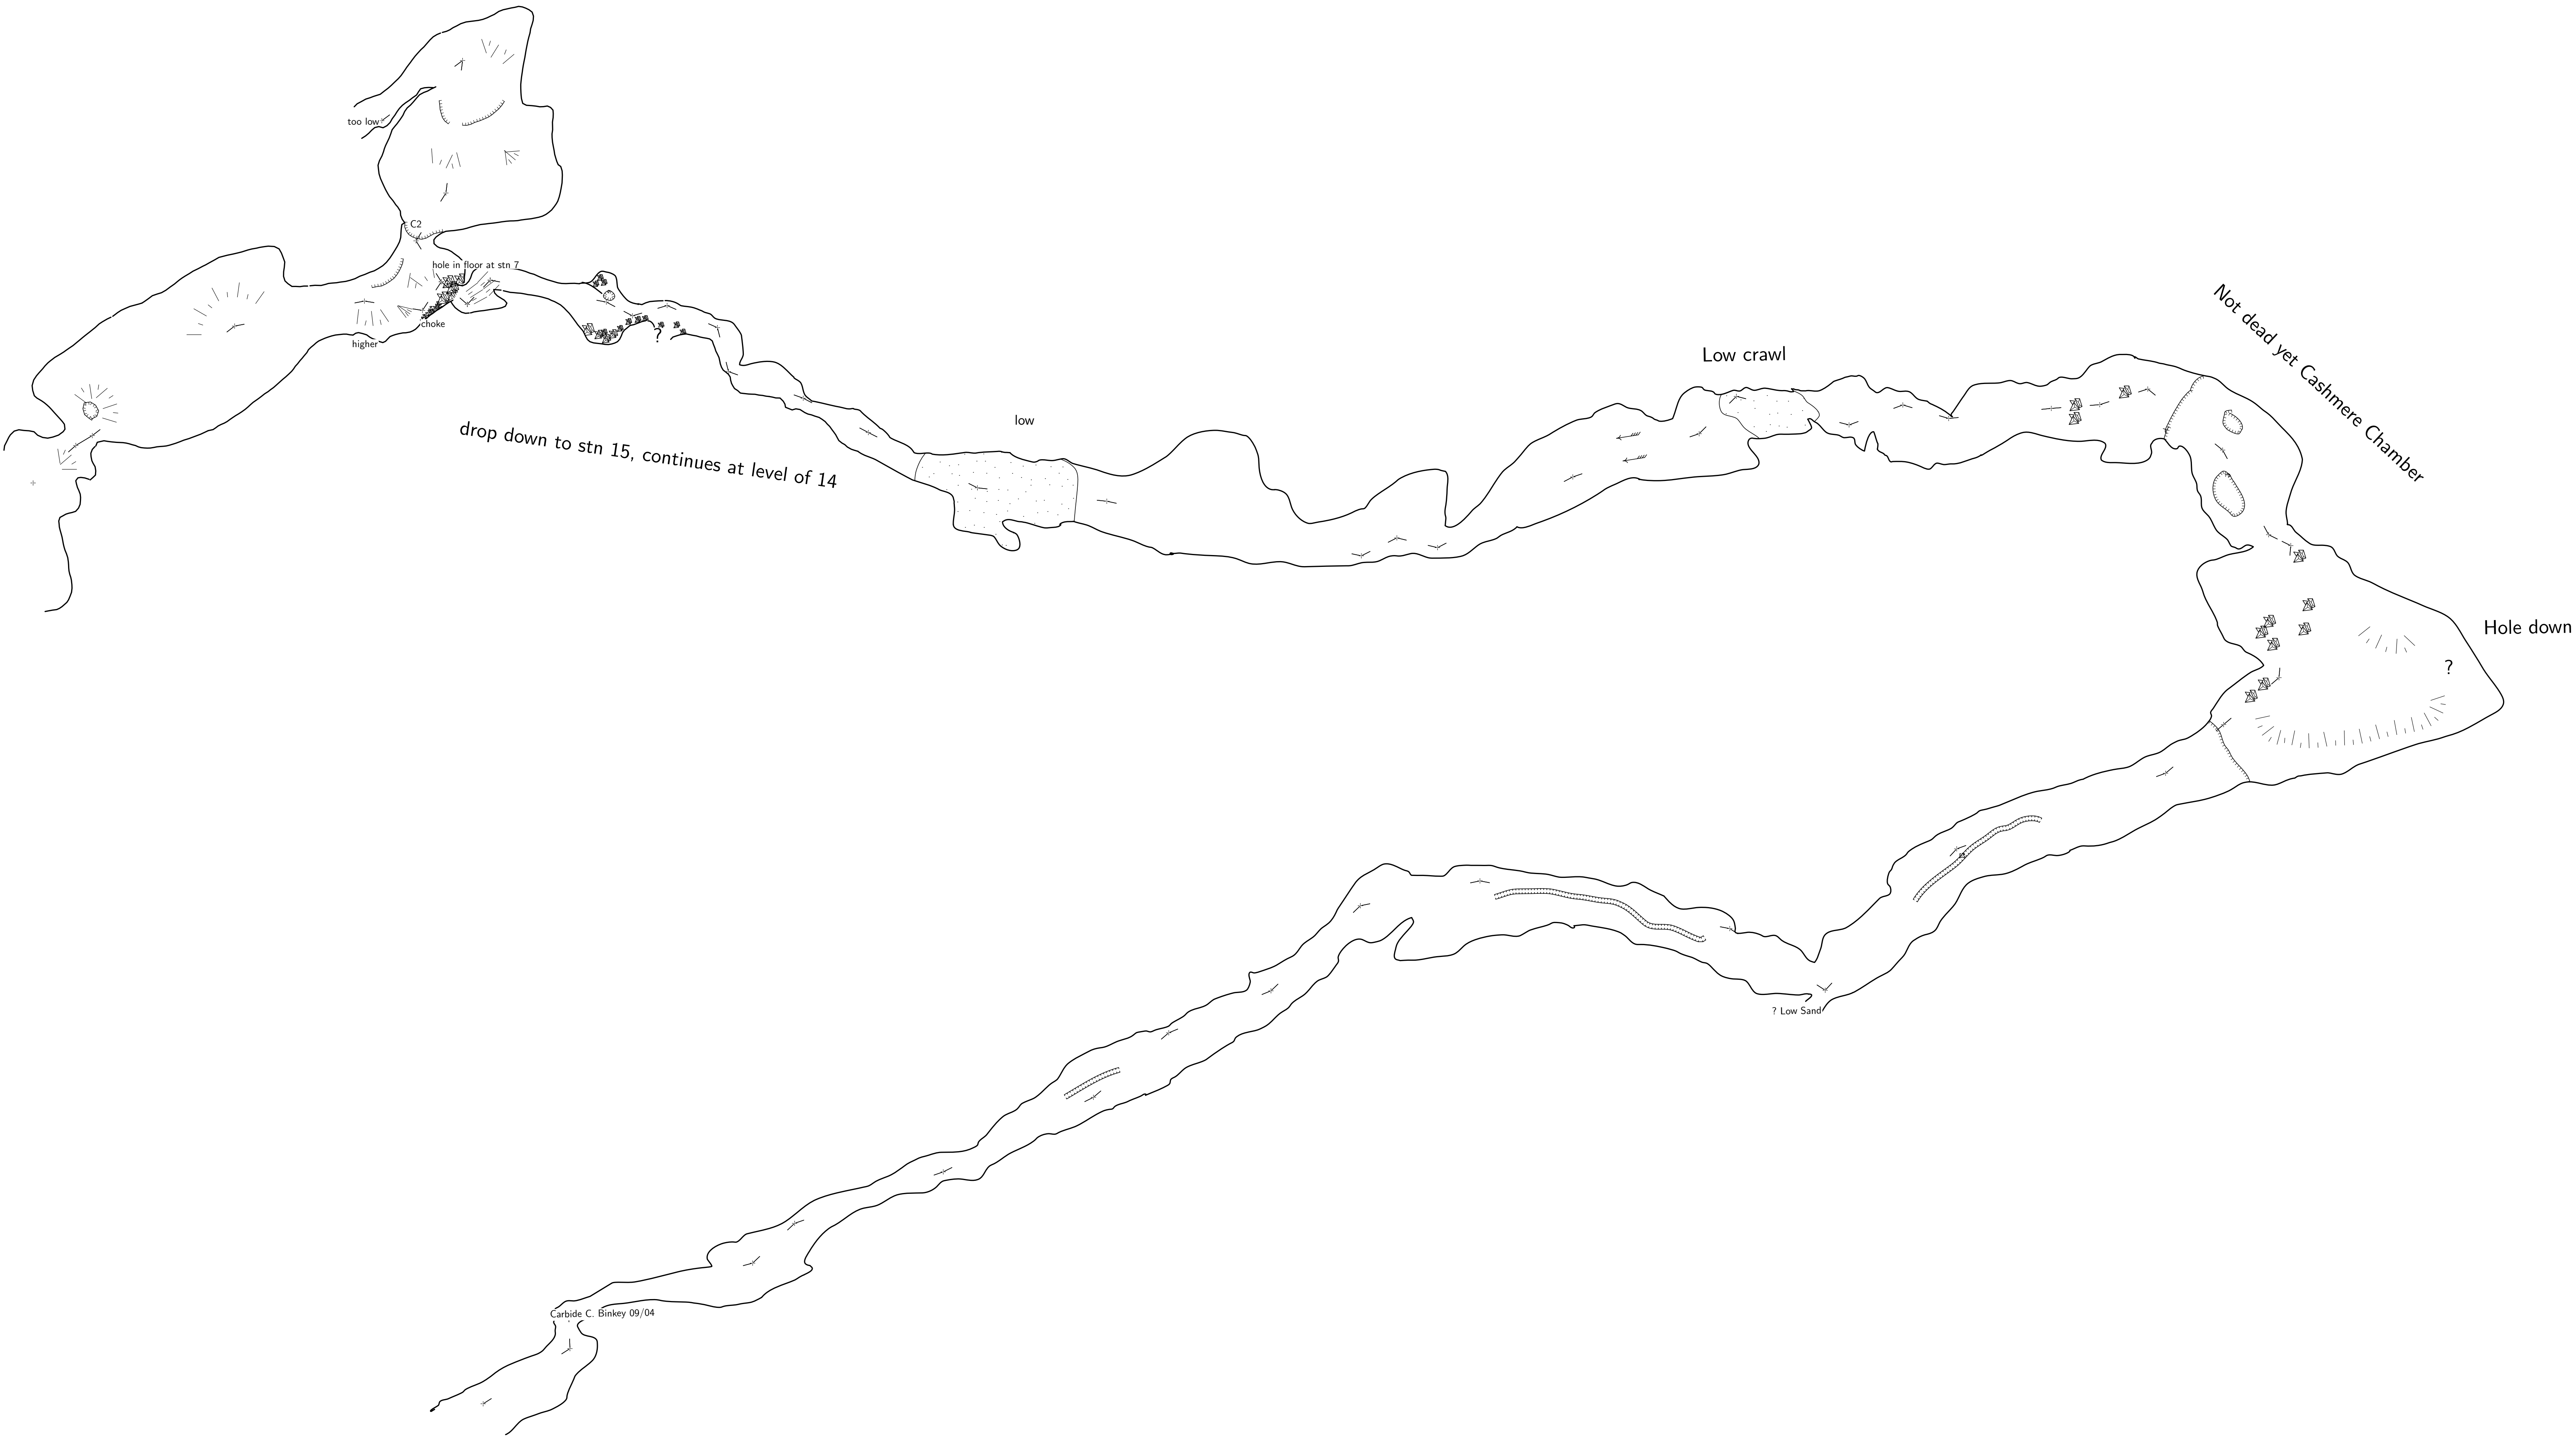 too low
C2
hole in floor at stn 7
choke
higher
?
drop down to stn 15, continues at level of 14
low
Low crawl
Not dead yet Cashmere Chamber
Hole down
?
? Low Sand
Carbide C. Binkey 09/04